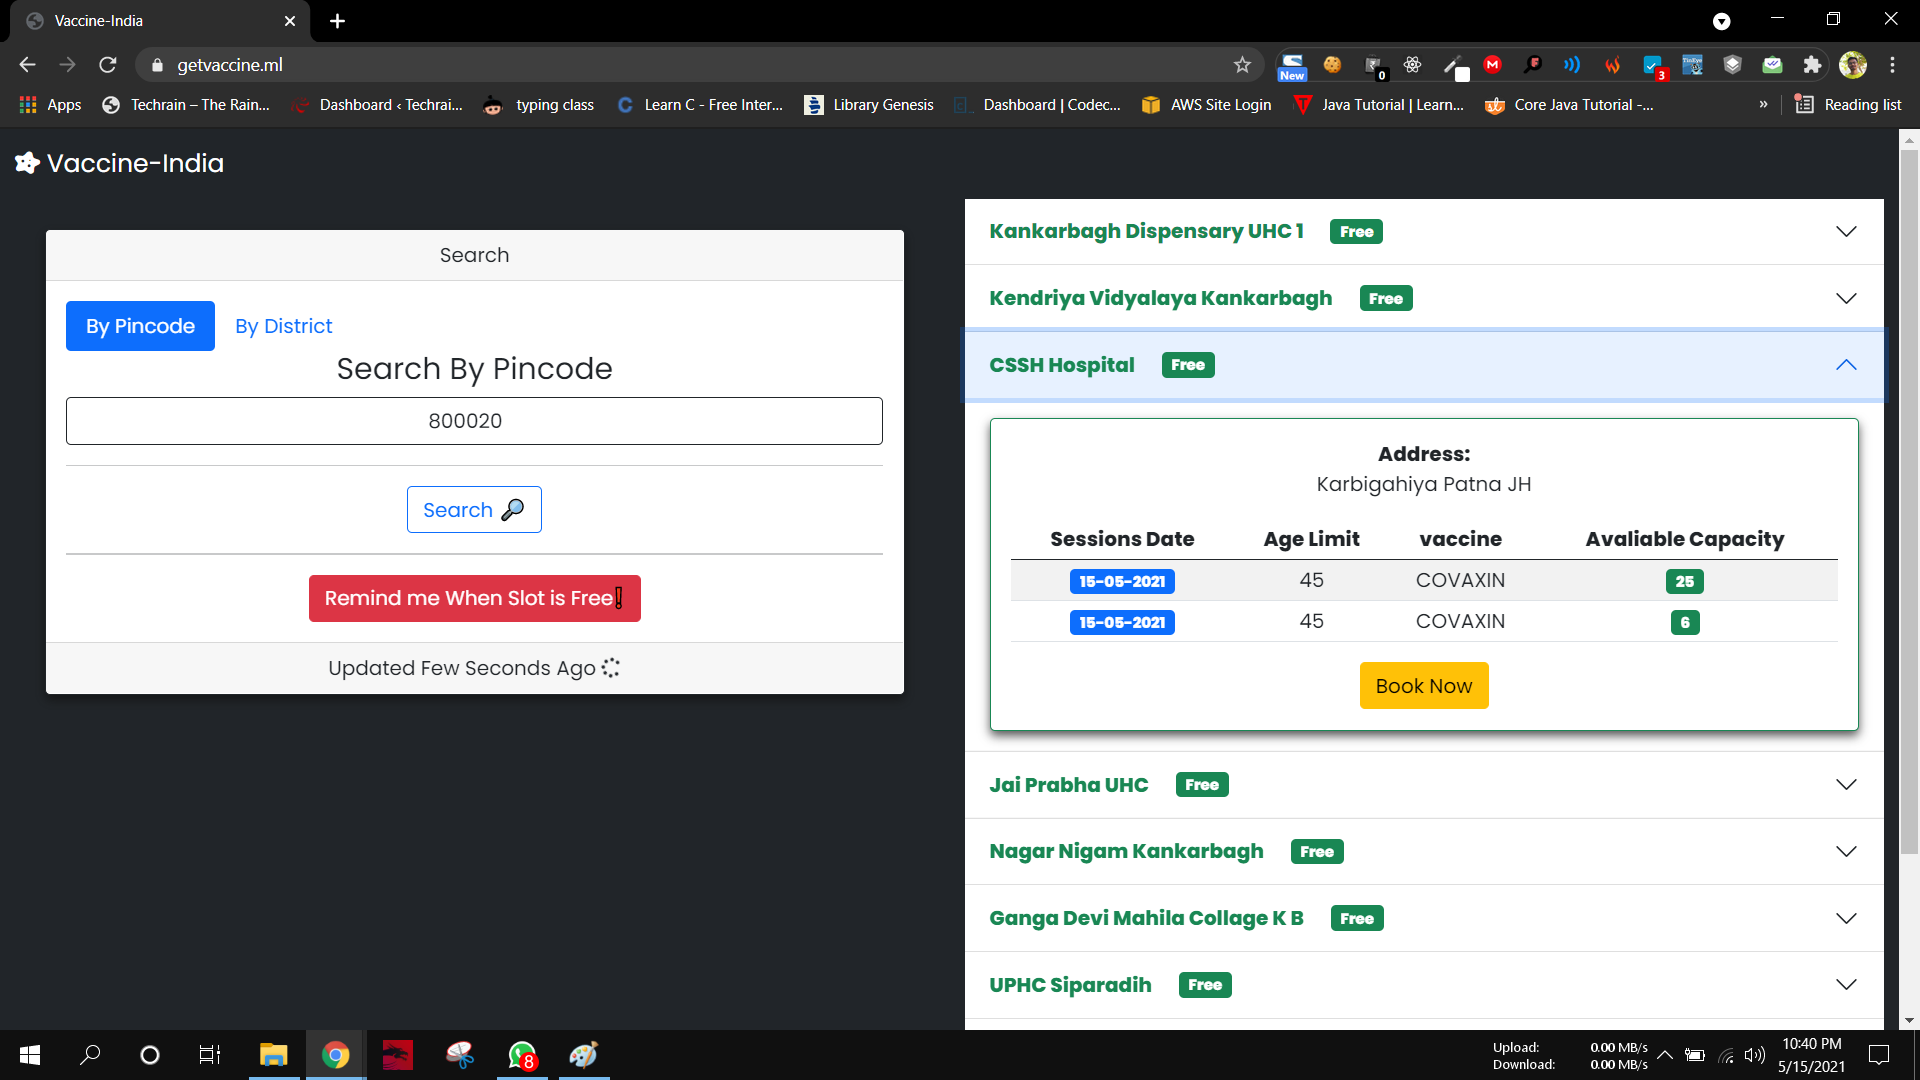 Vaccine-India
getvaccine.ml
New
0
3
Apps
Techrain – The Rain...
Dashboard ‹ Techrai...
typing class
Learn C - Free Inter...
Library Genesis
Dashboard | Codec...
AWS Site Login
Java Tutorial | Learn...
Core Java Tutorial -...
»
Reading list
Vaccine-India
Search
By Pincode
By District
Search By Pincode
800020
Search
Remind me When Slot is Free!
Updated Few Seconds Ago
Kankarbagh Dispensary UHC 1 Free
Kendriya Vidyalaya Kankarbagh Free
CSSH Hospital Free
Address:
Karbigahiya Patna JH
Sessions Date Age Limit vaccine Avaliable Capacity
15-05-2021 45 COVAXIN 25
15-05-2021 45 COVAXIN 6
Book Now
Jai Prabha UHC Free
Nagar Nigam Kankarbagh Free
Ganga Devi Mahila Collage K B Free
UPHC Siparadih Free
8
Upload: 0.00 MB/s
Download: 0.00 MB/s
10:40 PM
5/15/2021